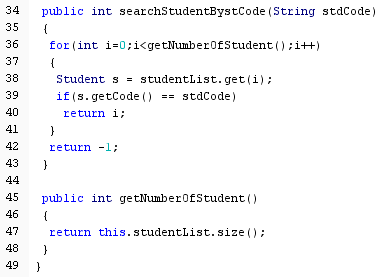 34 public int searchStudentBystCode(String stdCode)
35 {
36 for(int i=0;i<getNumberOfStudent();i++)
37 {
38 Student s = studentList.get(i);
39 if(s.getCode() == stdCode)
40 return i;
41 }
42 return -1;
43 }
44
45 public int getNumberOfStudent()
46 {
47 return this.studentList.size();
48 }
49 }